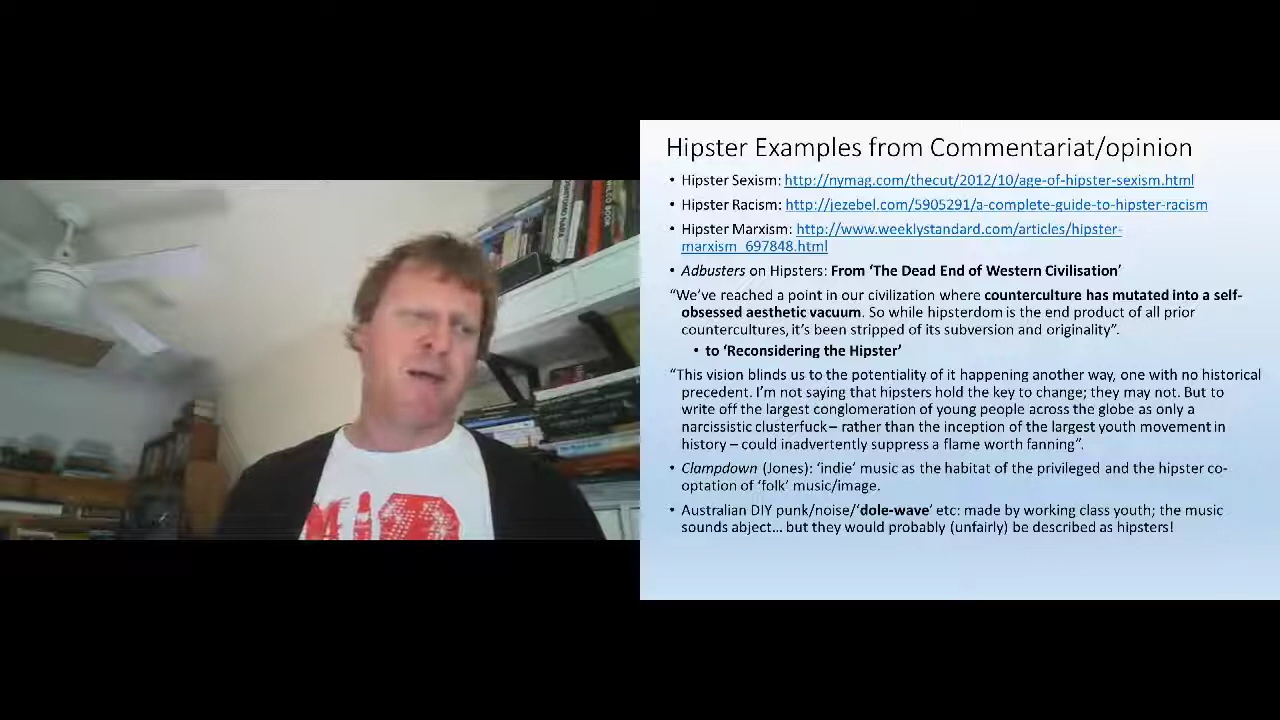 Hipster Examples from Commentariat/opinion
• Hipster Sexism: http://nymag.com/thecut/2012/10/age-of-hipster-sexism.html
• Hipster Racism: http://jezebel.com/5905291/a-complete-guide-to-hipster-racism
• Hipster Marxism: http://www.weeklystandard.com/articles/hipster-
marxism_697848.html
• Adbusters on Hipsters: From ‘The Dead End of Western Civilisation’
“We’ve reached a point in our civilization where counterculture has mutated into a self-
obsessed aesthetic vacuum. So while hipsterdom is the end product of all prior
countercultures, it’s been stripped of its subversion and originality”.
• to ‘Reconsidering the Hipster’
“This vision blinds us to the potentiality of it happening another way, one with no historical
precedent. I’m not saying that hipsters hold the key to change; they may not. But to
write off the largest conglomeration of young people across the globe as only a
narcissistic clusterfuck – rather than the inception of the largest youth movement in
history – could inadvertently suppress a flame worth fanning”.
• Clampdown (Jones): ‘indie’ music as the habitat of the privileged and the hipster co-
optation of ‘folk’ music/image.
• Australian DIY punk/noise/‘dole-wave’ etc: made by working class youth; the music
sounds abject… but they would probably (unfairly) be described as hipsters!